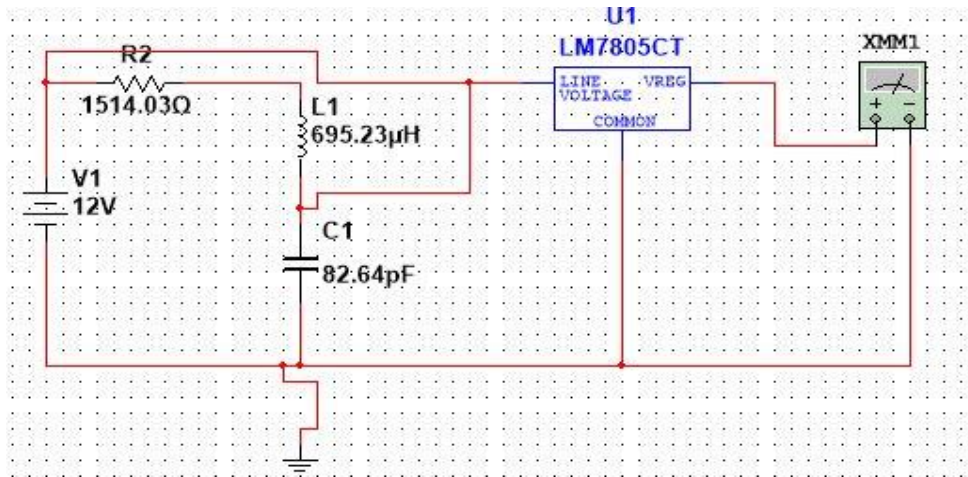 U1
LM7805CT
XMM1
R2
1514.03Ω
LINE VREG
VOLTAGE
COMMON
+ −
L1
695.23µH
V1
12V
C1
82.64pF